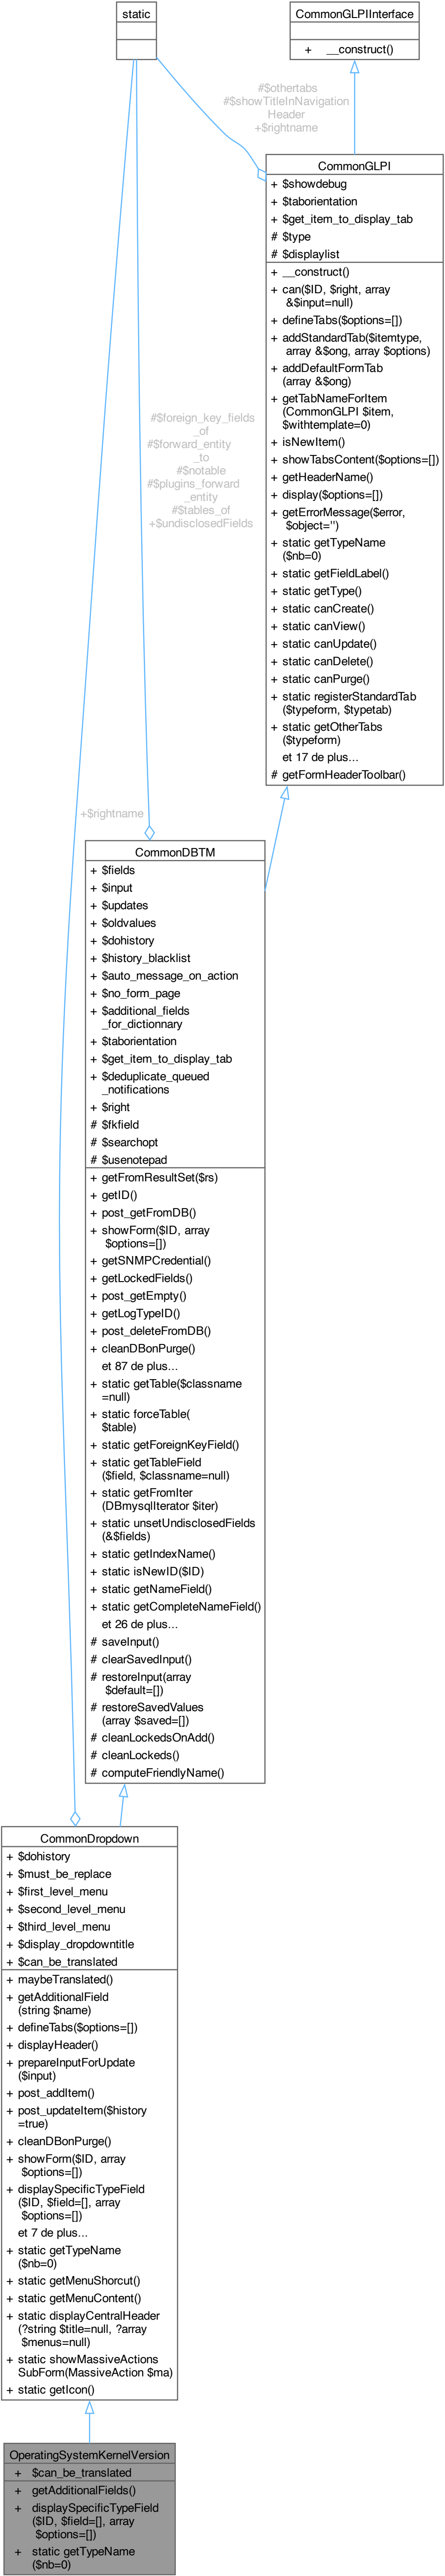 static
CommonGLPIInterface
+ __construct()
#$othertabs
#$showTitleInNavigation
Header
+$rightname
CommonGLPI
+ $showdebug
+ $taborientation
+ $get_item_to_display_tab
# $type
# $displaylist
+ __construct()
+ can($ID, $right, array
&$input=null)
+ defineTabs($options=[])
+ addStandardTab($itemtype,
array &$ong, array $options)
+ addDefaultFormTab
(array &$ong)
+ getTabNameForItem
(CommonGLPI $item,
$withtemplate=0)
+ isNewItem()
+ showTabsContent($options=[])
+ getHeaderName()
+ display($options=[])
+ getErrorMessage($error,
$object='')
+ static getTypeName
($nb=0)
+ static getFieldLabel()
+ static getType()
+ static canCreate()
+ static canView()
+ static canUpdate()
+ static canDelete()
+ static canPurge()
+ static registerStandardTab
($typeform, $typetab)
+ static getOtherTabs
($typeform)
et 17 de plus...
# getFormHeaderToolbar()
#$foreign_key_fields
_of
#$forward_entity
_to
#$notable
#$plugins_forward
_entity
#$tables_of
+$undisclosedFields
+$rightname
CommonDBTM
+ $fields
+ $input
+ $updates
+ $oldvalues
+ $dohistory
+ $history_blacklist
+ $auto_message_on_action
+ $no_form_page
+ $additional_fields
_for_dictionnary
+ $taborientation
+ $get_item_to_display_tab
+ $deduplicate_queued
_notifications
+ $right
# $fkfield
# $searchopt
# $usenotepad
+ getFromResultSet($rs)
+ getID()
+ post_getFromDB()
+ showForm($ID, array
$options=[])
+ getSNMPCredential()
+ getLockedFields()
+ post_getEmpty()
+ getLogTypeID()
+ post_deleteFromDB()
+ cleanDBonPurge()
et 87 de plus...
+ static getTable($classname
=null)
+ static forceTable(
$table)
+ static getForeignKeyField()
+ static getTableField
($field, $classname=null)
+ static getFromIter
(DBmysqlIterator $iter)
+ static unsetUndisclosedFields
(&$fields)
+ static getIndexName()
+ static isNewID($ID)
+ static getNameField()
+ static getCompleteNameField()
et 26 de plus...
# saveInput()
# clearSavedInput()
# restoreInput(array
$default=[])
# restoreSavedValues
(array $saved=[])
# cleanLockedsOnAdd()
# cleanLockeds()
# computeFriendlyName()
CommonDropdown
+ $dohistory
+ $must_be_replace
+ $first_level_menu
+ $second_level_menu
+ $third_level_menu
+ $display_dropdowntitle
+ $can_be_translated
+ maybeTranslated()
+ getAdditionalField
(string $name)
+ defineTabs($options=[])
+ displayHeader()
+ prepareInputForUpdate
($input)
+ post_addItem()
+ post_updateItem($history
=true)
+ cleanDBonPurge()
+ showForm($ID, array
$options=[])
+ displaySpecificTypeField
($ID, $field=[], array
$options=[])
et 7 de plus...
+ static getTypeName
($nb=0)
+ static getMenuShorcut()
+ static getMenuContent()
+ static displayCentralHeader
(?string $title=null, ?array
$menus=null)
+ static showMassiveActions
SubForm(MassiveAction $ma)
+ static getIcon()
OperatingSystemKernelVersion
+ $can_be_translated
+ getAdditionalFields()
+ displaySpecificTypeField
($ID, $field=[], array
$options=[])
+ static getTypeName
($nb=0)